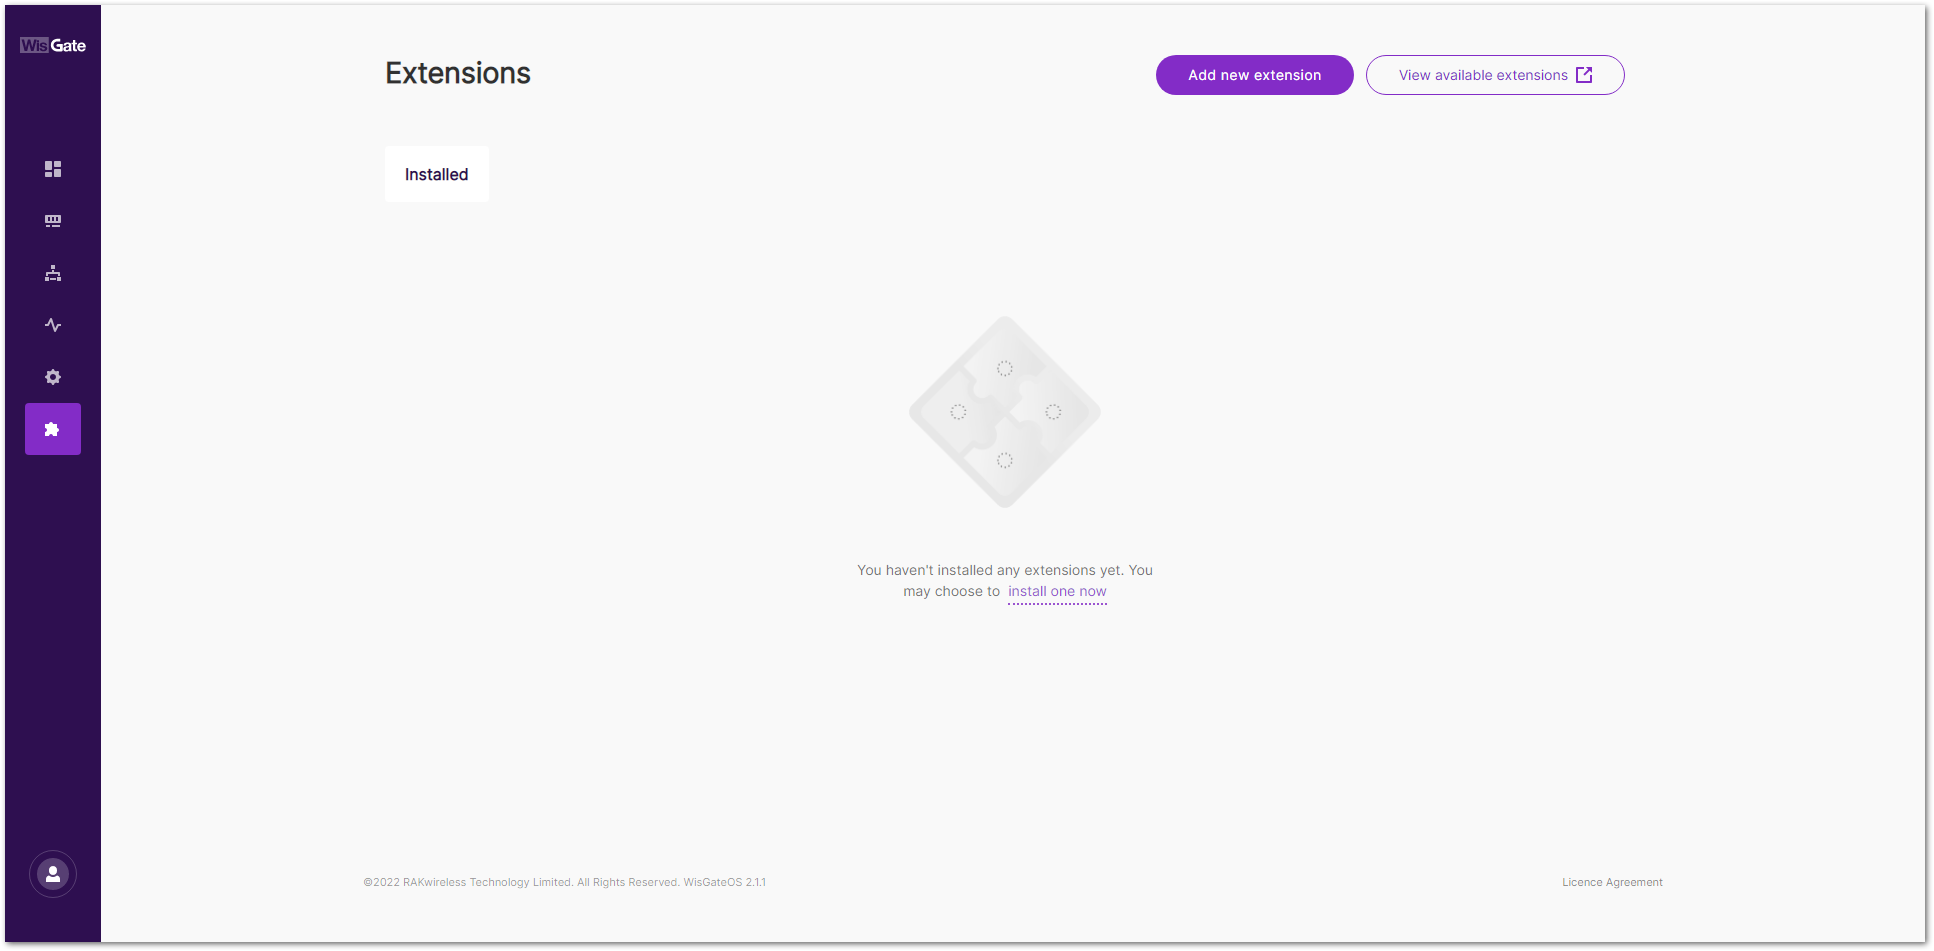 WisGate
Extensions
Add new extension
View available extensions
Installed
You haven't installed any extensions yet. You
may choose to install one now
©2022 RAKwireless Technology Limited. All Rights Reserved. WisGateOS 2.1.1
Licence Agreement